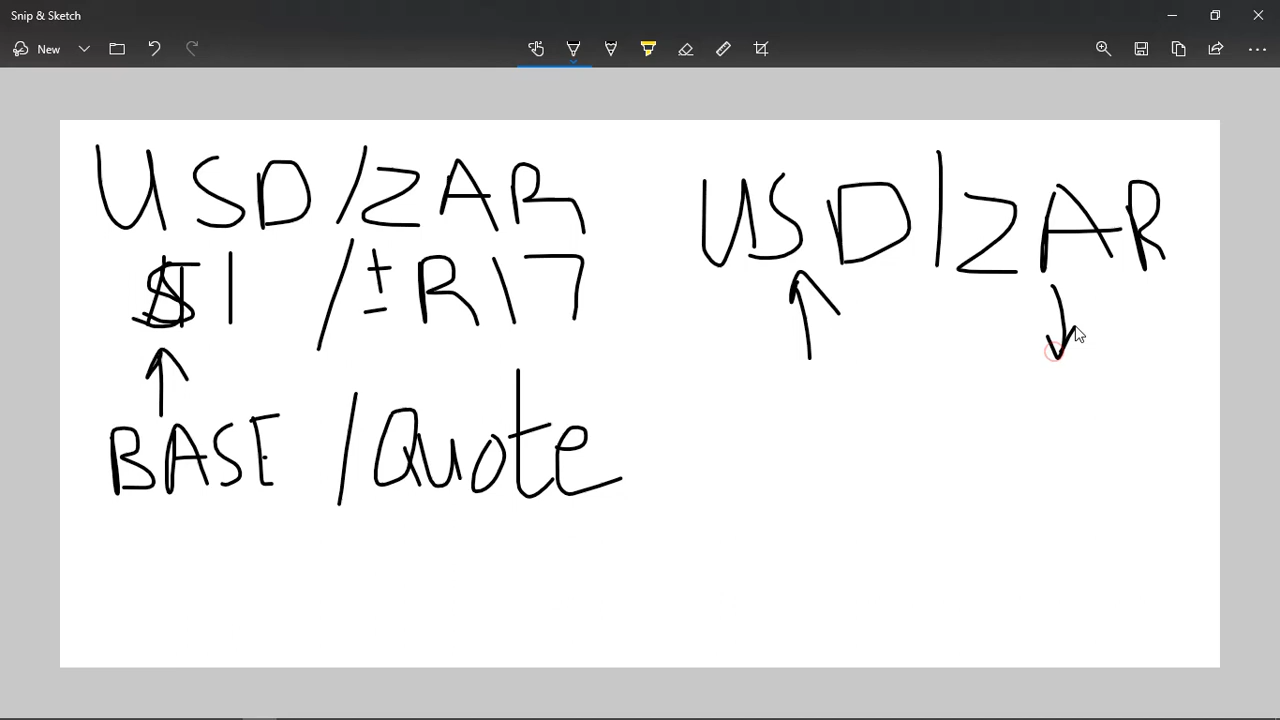 Snip & Sketch
New
USD/ZAR
$1 /±R17
BASE /Quote
USD/ZAR